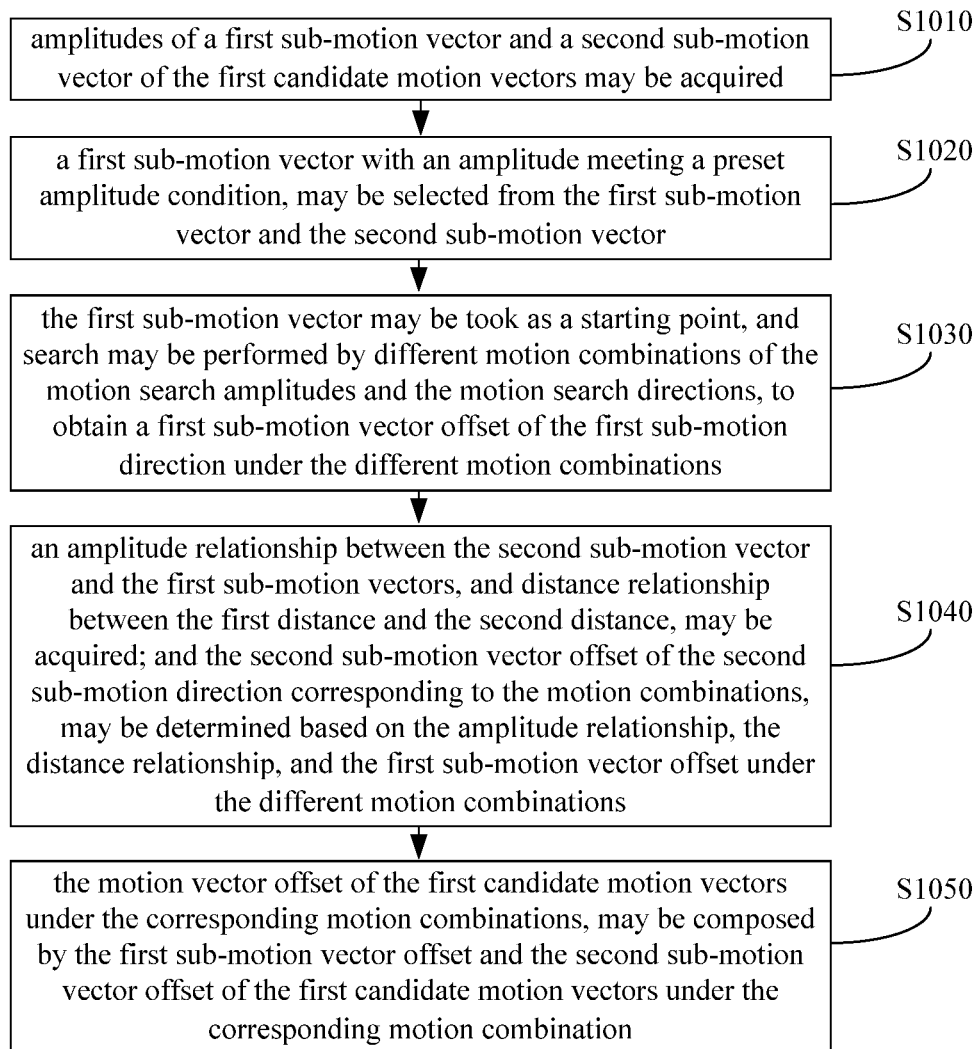 S1010
amplitudes of a first sub-motion vector and a second sub-motion
vector of the first candidate motion vectors may be acquired
S1020
a first sub-motion vector with an amplitude meeting a preset
amplitude condition, may be selected from the first sub-motion
vector and the second sub-motion vector
S1030
the first sub-motion vector may be took as a starting point, and
search may be performed by different motion combinations of the
motion search amplitudes and the motion search directions, to
obtain a first sub-motion vector offset of the first sub-motion
direction under the different motion combinations
S1040
an amplitude relationship between the second sub-motion vector
and the first sub-motion vectors, and distance relationship
between the first distance and the second distance, may be
acquired; and the second sub-motion vector offset of the second
sub-motion direction corresponding to the motion combinations,
may be determined based on the amplitude relationship, the
distance relationship, and the first sub-motion vector offset under
the different motion combinations
S1050
the motion vector offset of the first candidate motion vectors
under the corresponding motion combinations, may be composed
by the first sub-motion vector offset and the second sub-motion
vector offset of the first candidate motion vectors under the
corresponding motion combination